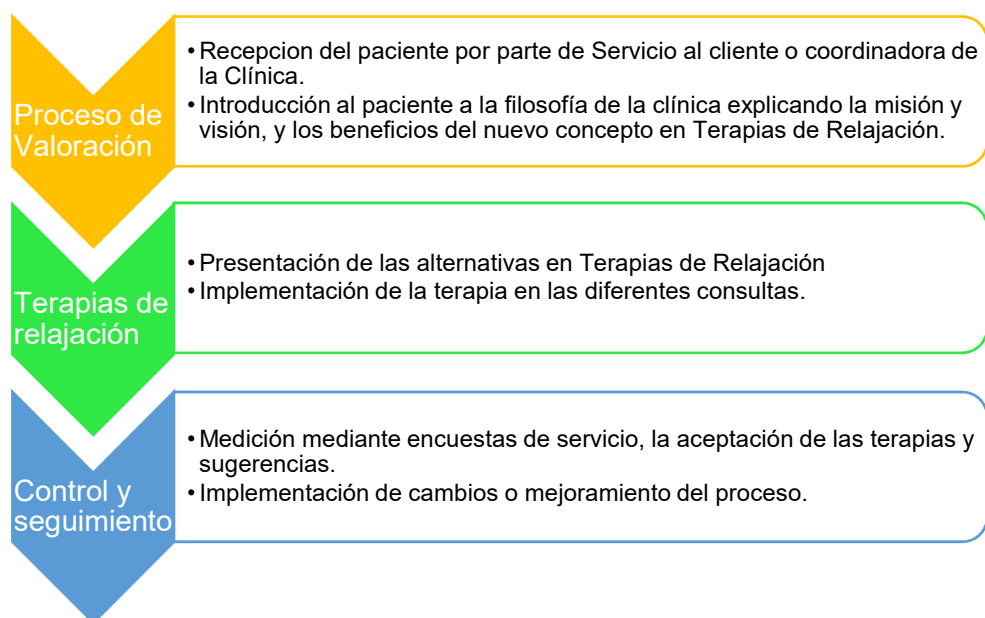 Proceso de
Valoración
• Recepcion del paciente por parte de Servicio al cliente o coordinadora de
la Clínica.
• Introducción al paciente a la filosofía de la clínica explicando la misión y
visión, y los beneficios del nuevo concepto en Terapias de Relajación.
Terapias de
relajación
• Presentación de las alternativas en Terapias de Relajación
• Implementación de la terapia en las diferentes consultas.
Control y
seguimiento
• Medición mediante encuestas de servicio, la aceptación de las terapias y
sugerencias.
• Implementación de cambios o mejoramiento del proceso.